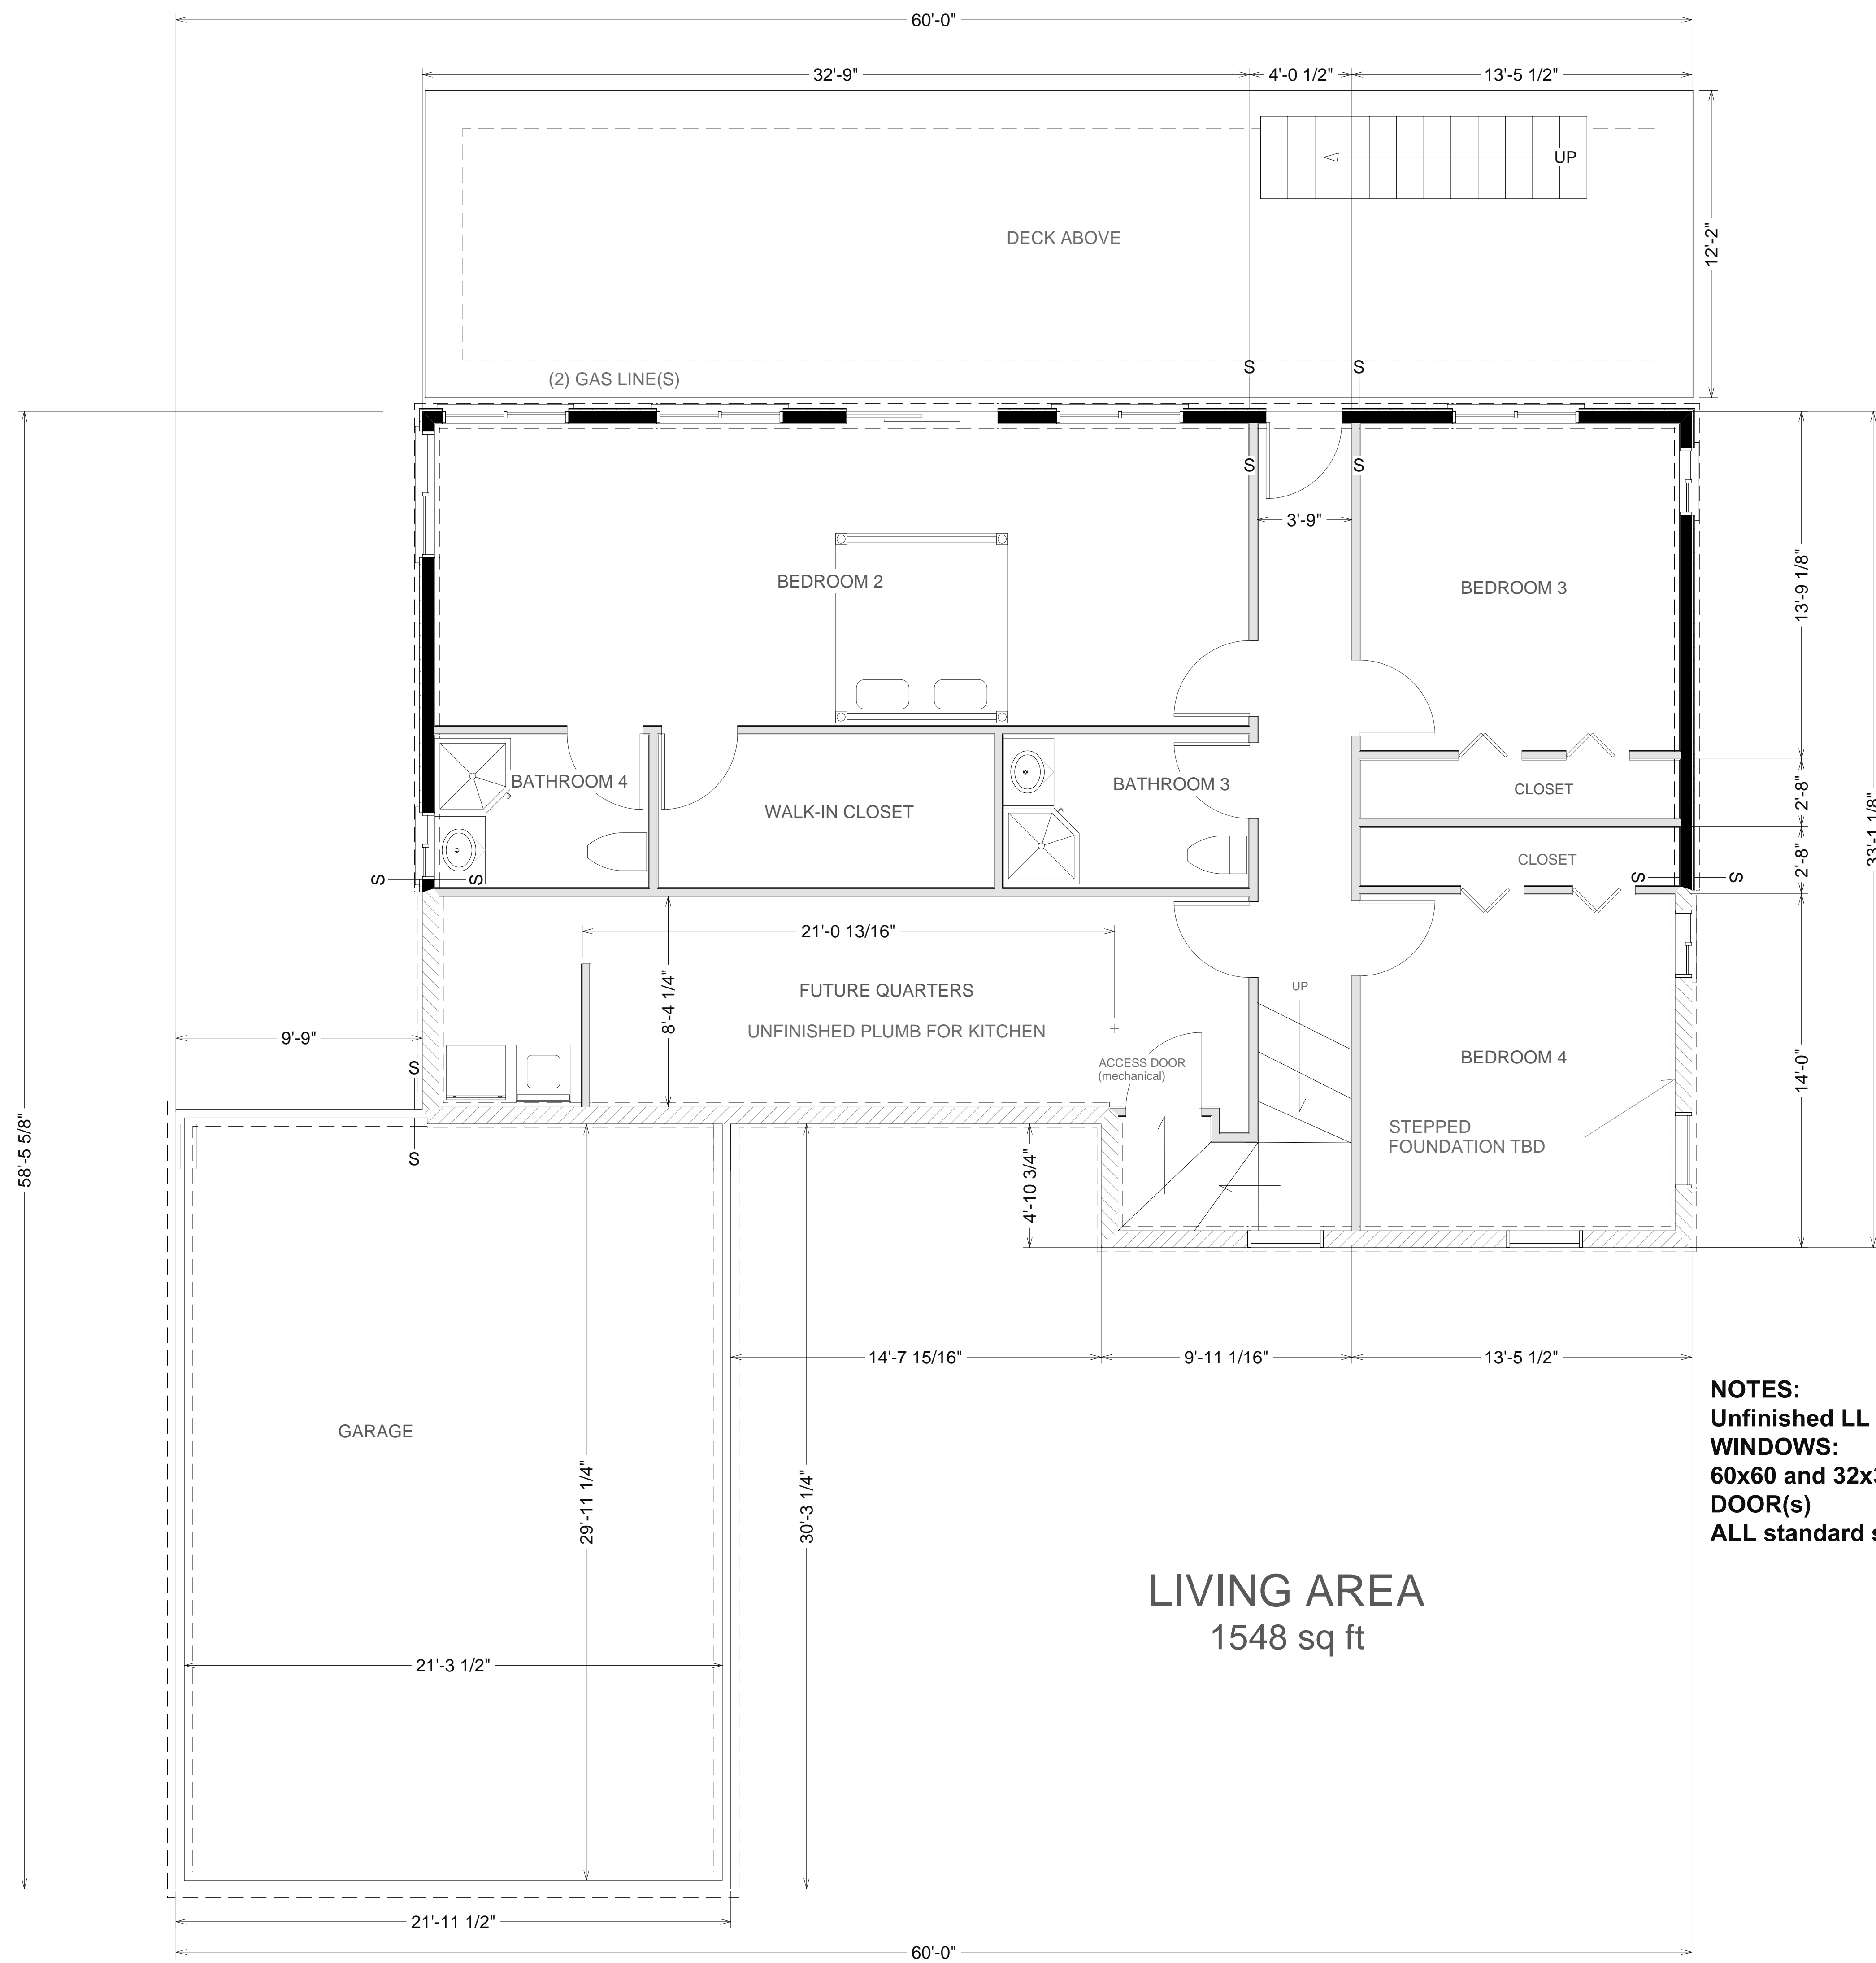 60'-0"
32'-9"
4'-0 1/2"
13'-5 1/2"
UP
12'-2"
DECK ABOVE
(2) GAS LINE(S)
S
S
S
S
3'-9"
BEDROOM 2
BEDROOM 3
13'-9 1/8"
BATHROOM 4
BATHROOM 3
WALK-IN CLOSET
CLOSET
2'-8"
33'-1 1/8"
CLOSET
2'-8"
S
S
S
S
21'-0 13/16"
8'-4 1/4"
FUTURE QUARTERS
UNFINISHED PLUMB FOR KITCHEN
UP
9'-9"
S
ACCESS DOOR
(mechanical)
BEDROOM 4
14'-0"
STEPPED
FOUNDATION TBD
58'-5 5/8"
S
4'-10 3/4"
14'-7 15/16"
9'-11 1/16"
13'-5 1/2"
NOTES:
Unfinished LL
WINDOWS:
60x60 and
DOOR(s)
ALL standard
GARAGE
29'-11 1/4"
30'-3 1/4"
LIVING AREA
1548 sq ft
21'-3 1/2"
21'-11 1/2"
60'-0"